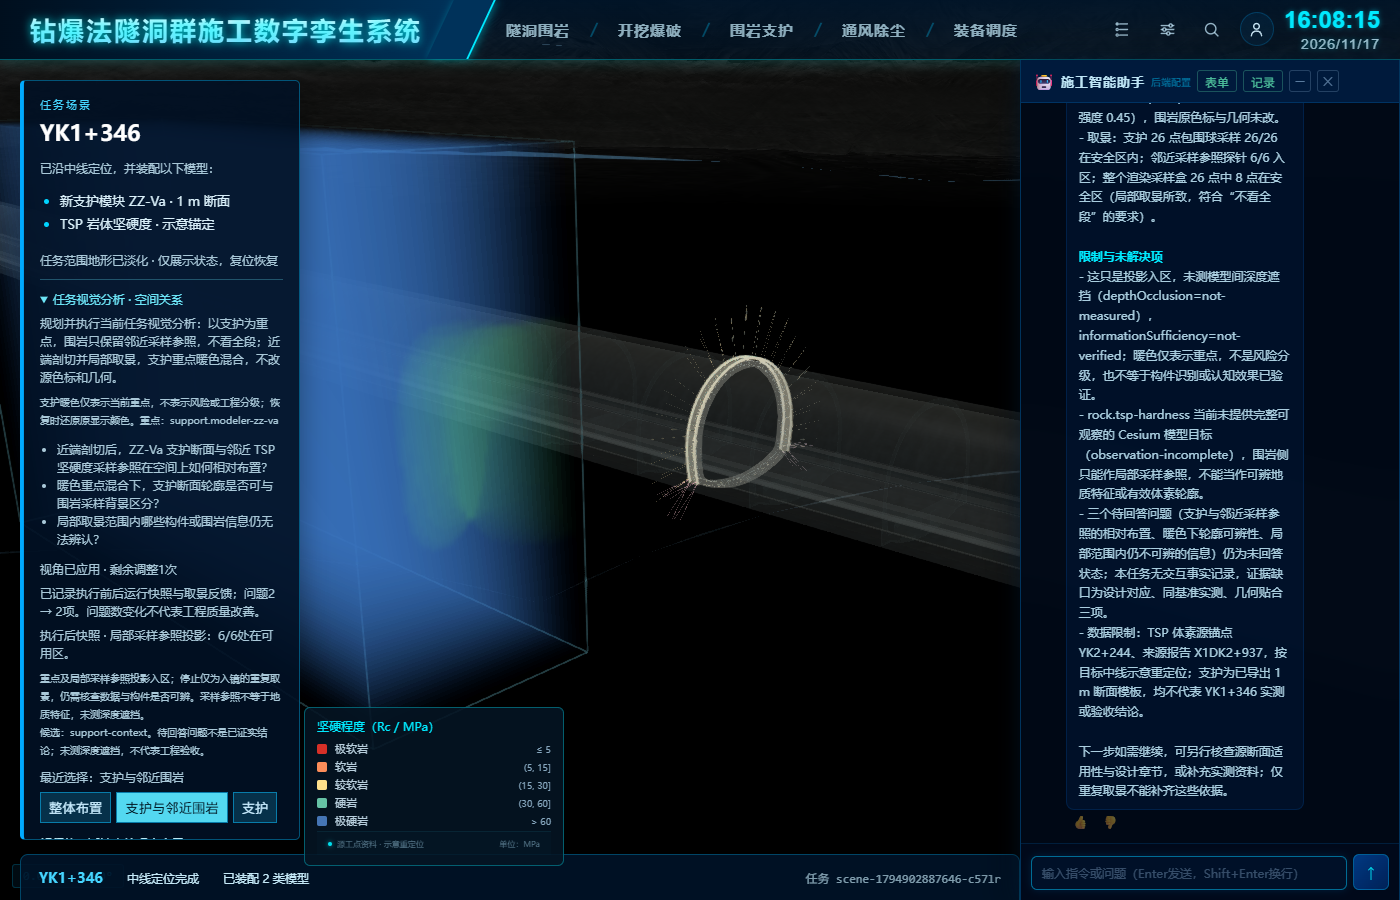 钻爆法隧洞群施工数字孪生系统
隧洞围岩 / 开挖爆破 / 围岩支护 / 通风除尘 / 装备调度
16:08:15
2026/11/17
任务场景
YK1+346
已沿中线定位，并装配以下模型：
• 新支护模块 ZZ-Va · 1 m 断面
• TSP 岩体坚硬度 · 示意锚定
任务范围地形已淡化 · 仅展示状态，复位恢复
▼ 任务视觉分析 · 空间关系
规划并执行当前任务视觉分析：以支护为重
点，围岩只保留邻近采样参照，不看全段；近
端剖切并局部取景，支护重点暖色混合，不改
源色标和几何。
支护暖色仅表示当前重点，不表示风险或工程分级；恢
复时还原原显示颜色。重点：support.modeler-zz-va
• 近端剖切后，ZZ-Va 支护断面与邻近 TSP
坚硬度采样参照在空间上如何相对布置？
• 暖色重点混合下，支护断面轮廓是否可与
围岩采样背景区分？
• 局部取景范围内哪些构件或围岩信息仍无
法辨认？
视角已应用 · 剩余调整1次
已记录执行前后运行快照与取景反馈；问题2
→ 2项。问题数变化不代表工程质量改善。
执行后快照 · 局部采样参照投影：6/6处在可
用区。
重点及局部采样参照投影入区；停止仅为入镜的重复取
景，仍需核查数据与构件是否可辨。采样参照不等于地
质特征，未测深度遮挡。
候选：support-context。待回答问题不是已证实结
论；未测深度遮挡，不代表工程验收。
最近选择：支护与邻近围岩
整体布置 支护与邻近围岩 支护
坚硬程度（Rc / MPa）
极软岩 ≤ 5
软岩 (5, 15]
较软岩 (15, 30]
硬岩 (30, 60]
极硬岩 > 60
源工点资料 · 示意重定位 单位：MPa
YK1+346 中线定位完成 已装配 2 类模型
任务 scene-1794902887646-c571r
施工智能助手 后端配置 表单 记录
强度 0.45），围岩原色标与几何未改。
- 取景：支护 26 点包围球采样 26/26
在安全区内；邻近采样参照探针 6/6 入
区；整个渲染采样盒 26 点中 8 点在安
全区（局部取景所致，符合“不看全
段”的要求）。
限制与未解决项
- 这只是投影入区，未测模型间深度遮
挡（depthOcclusion=not-
measured），
informationSufficiency=not-
verified；暖色仅表示重点，不是风险分
级，也不等于构件识别或认知效果已验
证。
- rock.tsp-hardness 当前未提供完整可
观察的 Cesium 模型目标
（observation-incomplete），围岩侧
只能作局部采样参照，不能当作可辨地
质特征或有效体素轮廓。
- 三个待回答问题（支护与邻近采样参
照的相对布置、暖色下轮廓可辨性、局
部范围内仍不可辨的信息）仍为未回答
状态；本任务无交互事实记录，证据缺
口为设计对应、同基准实测、几何贴合
三项。
- 数据限制：TSP 体素源锚点
YK2+244、来源报告 X1DK2+937，按
目标中线示意重定位；支护为已导出 1
m 断面模板，均不代表 YK1+346 实测
或验收结论。
下一步如需继续，可另行核查源断面适
用性与设计章节，或补充实测资料；仅
重复取景不能补齐这些依据。
输入指令或问题（Enter发送，Shift+Enter换行）